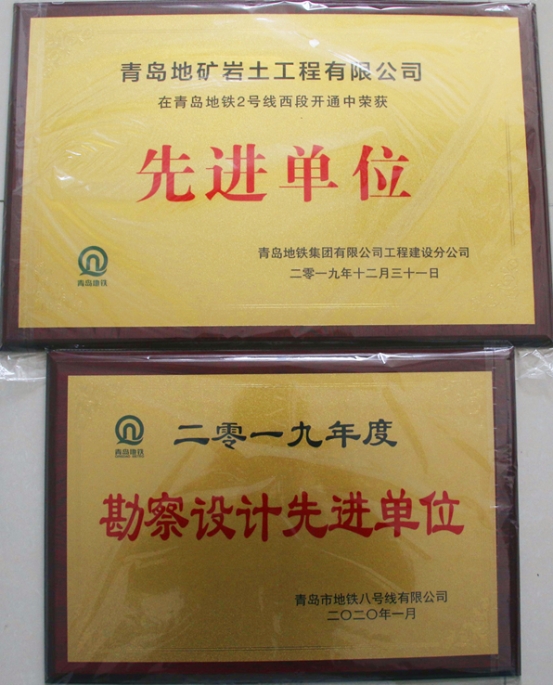 青岛地矿岩土工程有限公司
在青岛地铁2号线西段开通中荣获
先进单位
青岛地铁集团有限公司工程建设分公司
二零一九年十二月三十一日
青岛地铁
青岛地铁
二零一九年度
勘察设计先进单位
青岛市地铁八号线有限公司
二〇二〇年一月